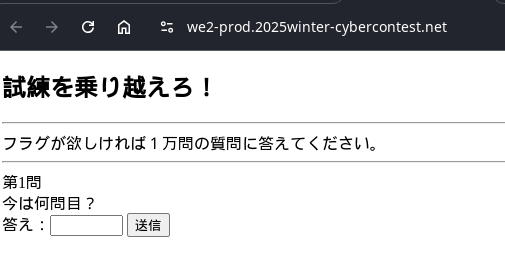 we2-prod.2025winter-cybercontest.net
試練を乗り越えろ！
フラグが欲しければ１万問の質問に答えてください。
第1問
今は何問目？
答え： 送信